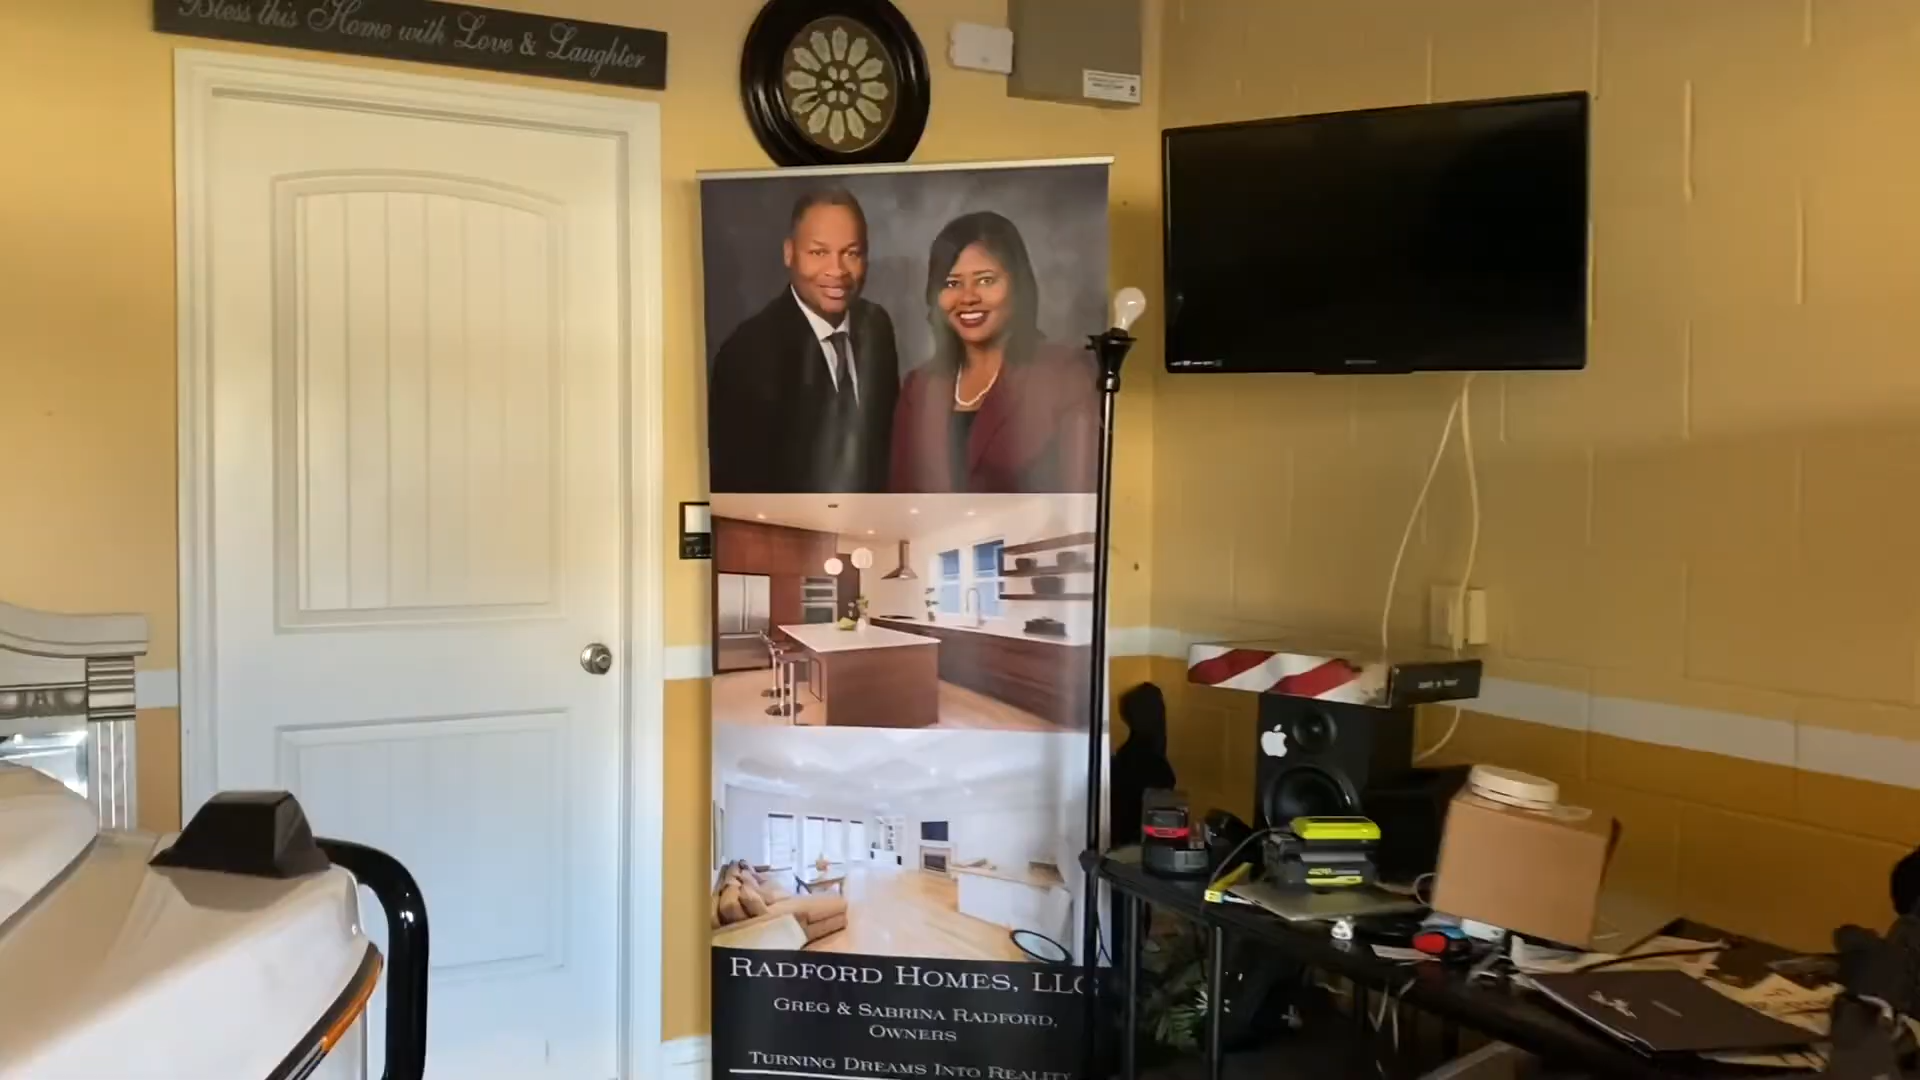 Bless this Home with Love & Laughter
RADFORD HOMES, LLC
GREG & SABRINA RADFORD,
OWNERS
TURNING DREAMS INTO REALITY